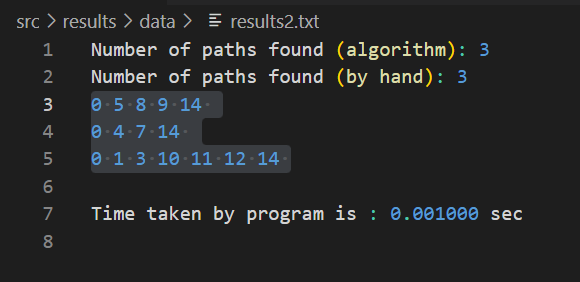 src > results > data > results2.txt
1 Number of paths found (algorithm): 3
2 Number of paths found (by hand): 3
3 0 5 8 9 14
4 0 4 7 14
5 0 1 3 10 11 12 14
6
7 Time taken by program is : 0.001000 sec
8